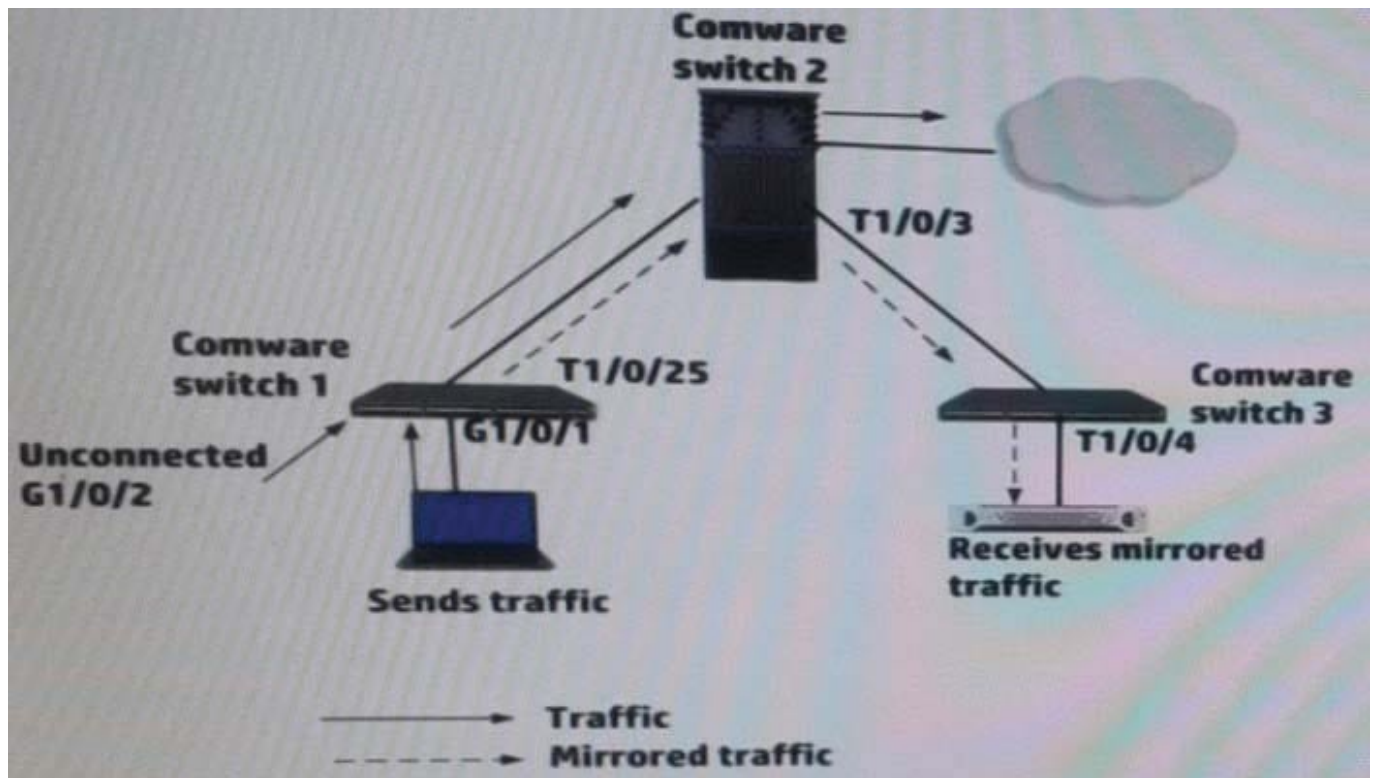 Comware
switch 2
T1/0/3
Comware
switch 1
T1/0/25
Comware
switch 3
G1/0/1
T1/0/4
Unconnected
G1/0/2
Receives mirrored
traffic
Sends traffic
Traffic
Mirrored traffic